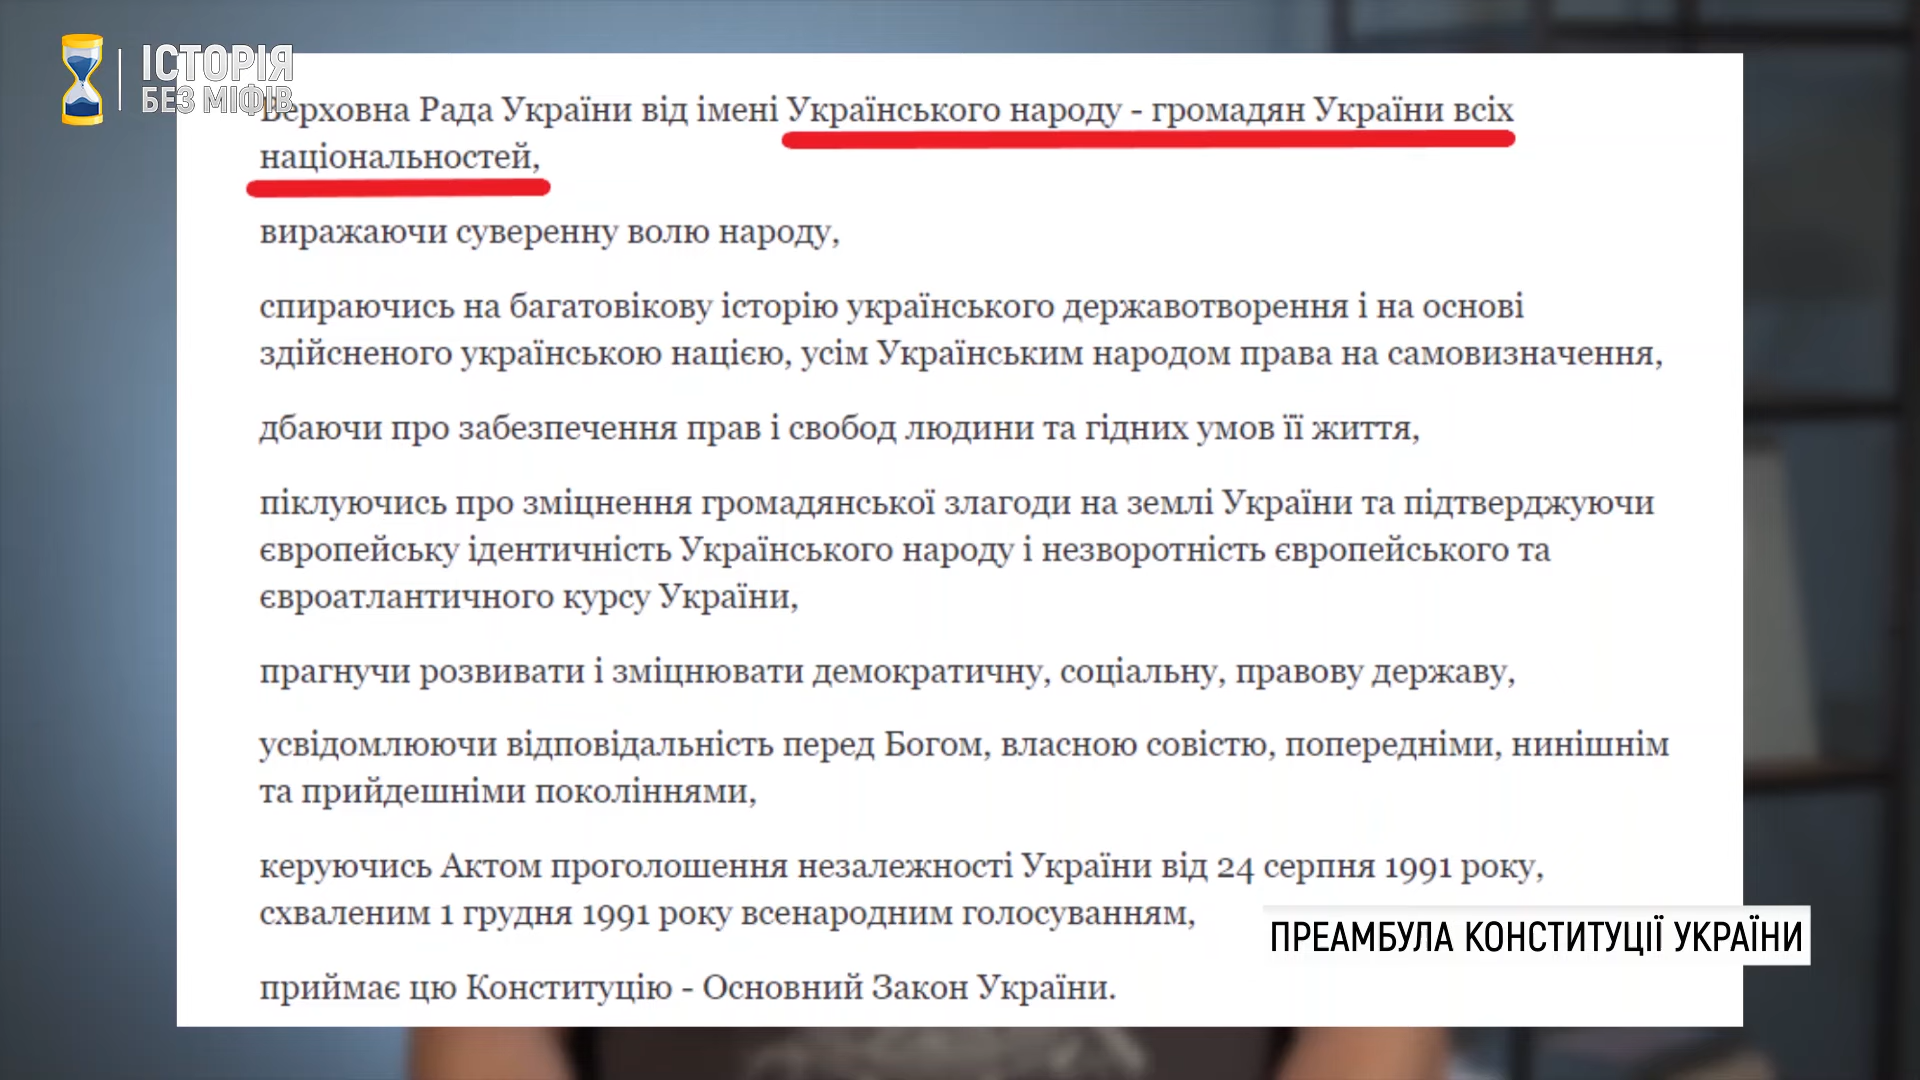 ІСТОРІЯ
БЕЗ МІФІВ
Верховна Рада України від імені Українського народу - громадян України всіх
національностей,
виражаючи суверенну волю народу,
спираючись на багатовікову історію українського державотворення і на основі
здійсненого українською нацією, усім Українським народом права на самовизначення,
дбаючи про забезпечення прав і свобод людини та гідних умов її життя,
піклуючись про зміцнення громадянської злагоди на землі України та підтверджуючи
європейську ідентичність Українського народу і незворотність європейського та
євроатлантичного курсу України,
прагнучи розвивати і зміцнювати демократичну, соціальну, правову державу,
усвідомлюючи відповідальність перед Богом, власною совістю, попередніми, нинішнім
та прийдешніми поколіннями,
керуючись Актом проголошення незалежності України від 24 серпня 1991 року,
схваленим 1 грудня 1991 року всенародним голосуванням,
приймає цю Конституцію - Основний Закон України.
ПРЕАМБУЛА КОНСТИТУЦІЇ УКРАЇНИ